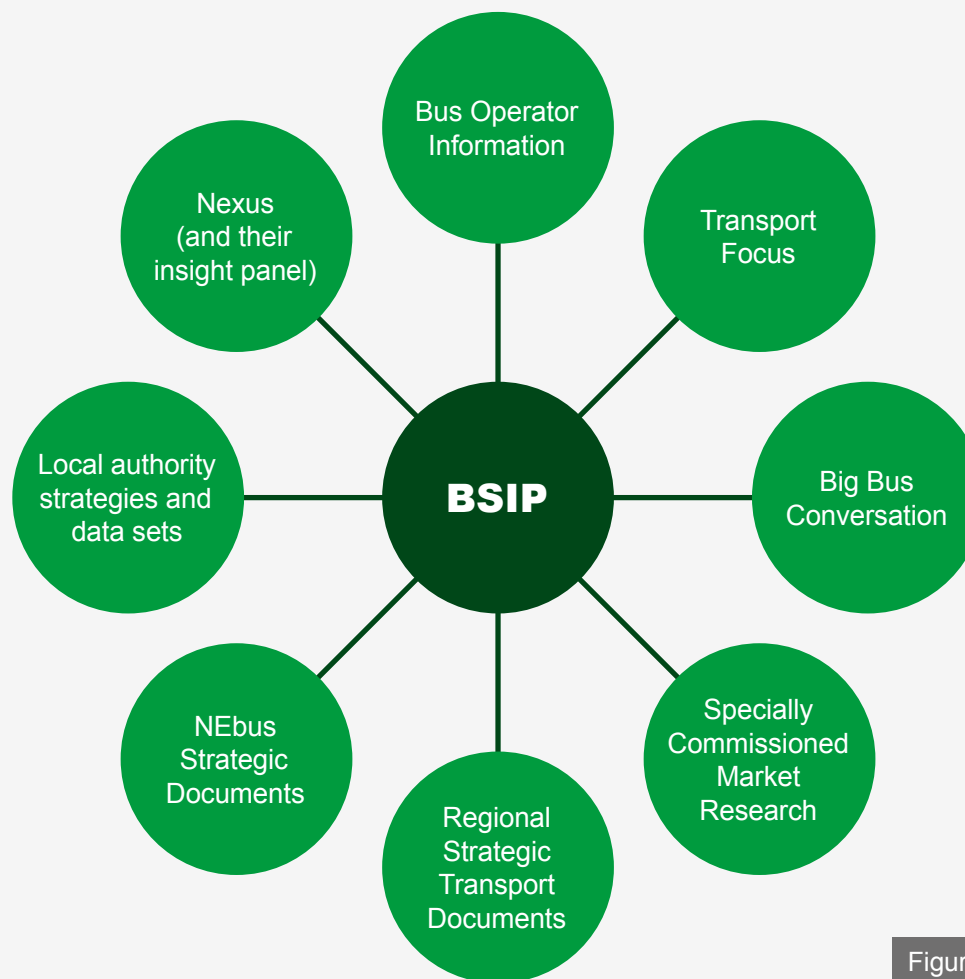 Bus Operator
Information
Transport
Focus
Big Bus
Conversation
Specially
Commissioned
Market
Research
Regional
Strategic
Transport
Documents
NEbus
Strategic
Documents
Local authority
strategies and
data sets
Nexus
(and their
insight panel)
BSIP